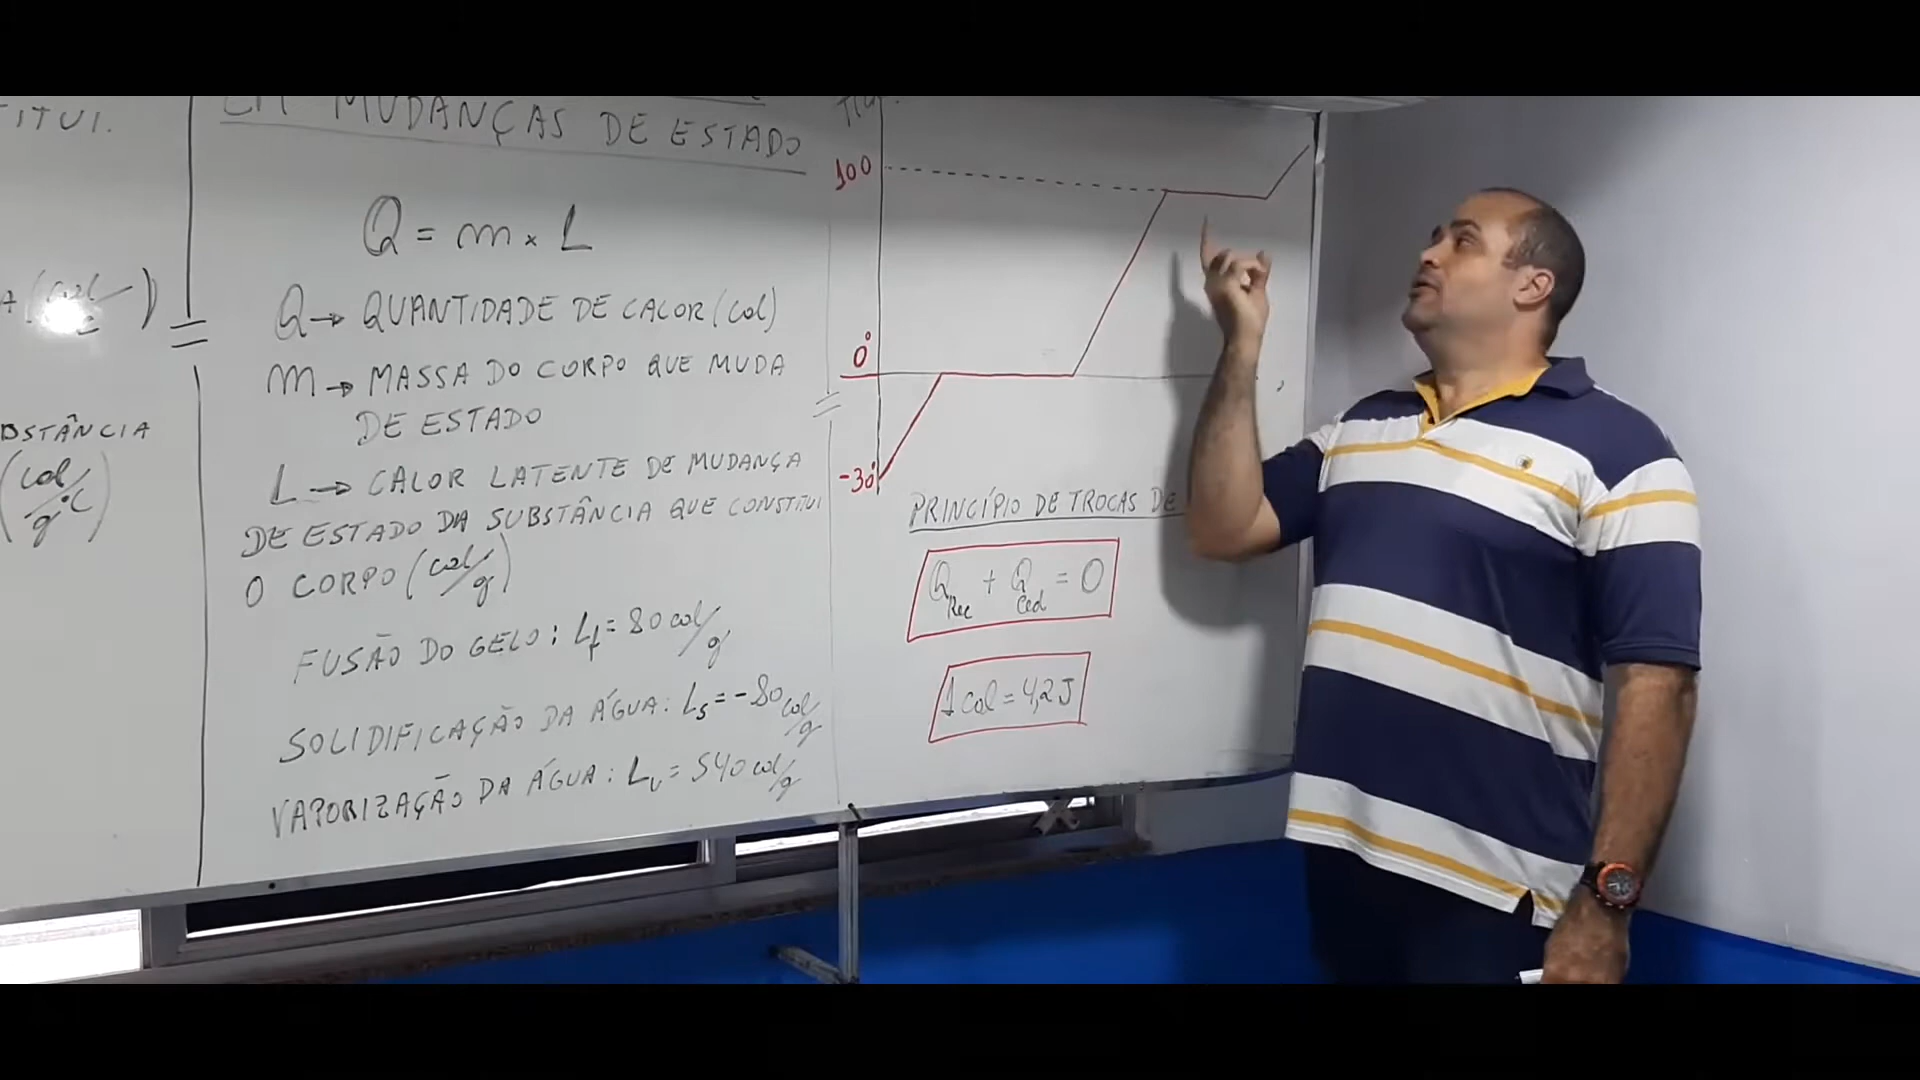 TITUI.
(cal/°C)
BSTÂNCIA
(cal/g°C)
EM MUDANÇAS DE ESTADO
Q = m × L
Q → QUANTIDADE DE CALOR (cal)
m → MASSA DO CORPO QUE MUDA
DE ESTADO
L → CALOR LATENTE DE MUDANÇA
DE ESTADO DA SUBSTÂNCIA QUE CONSTITUI
O CORPO (cal/g)
FUSÃO DO GELO: Lf = 80 cal/g
SOLIDIFICAÇÃO DA ÁGUA: Ls = -80 cal/g
VAPORIZAÇÃO DA ÁGUA: Lv = 540 cal/g
100
0°
-30°
PRINCÍPIO DE TROCAS DE
QRec + QCed = 0
1 cal = 4,2 J